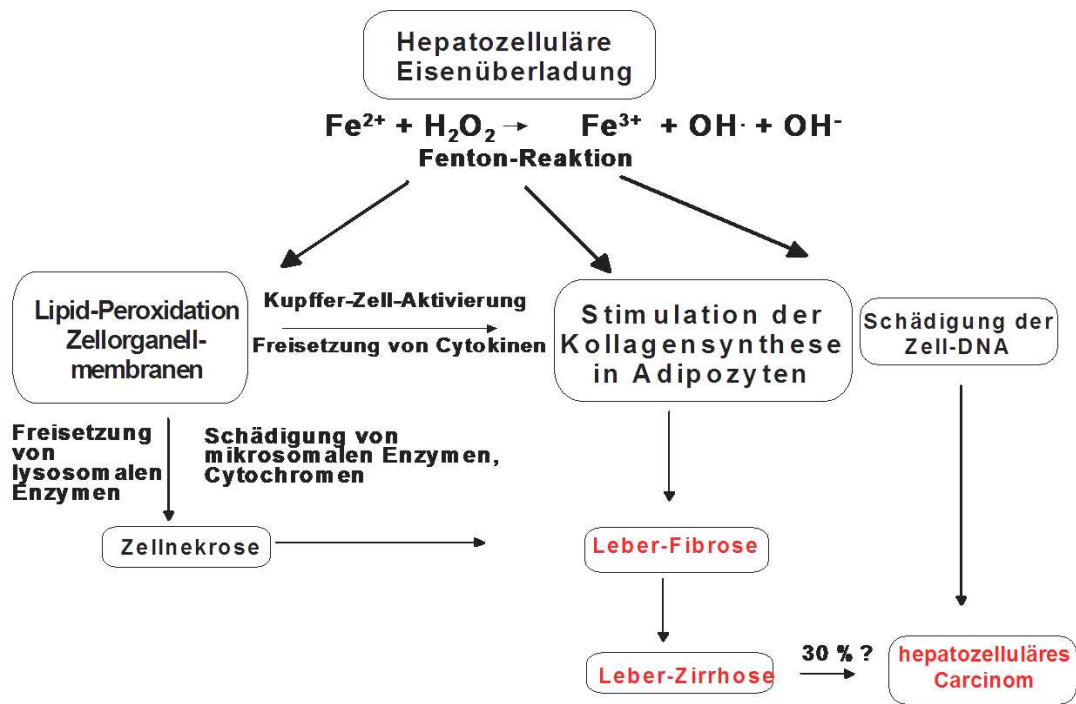 Hepatozelluläre
Eisenüberladung
Fe²⁺ + H₂O₂ → Fe³⁺ + OH· + OH⁻
Fenton-Reaktion
Lipid-Peroxidation
Zellorganell-
membranen
Kupffer-Zell-Aktivierung
Freisetzung von Cytokinen
Stimulation der
Kollagensynthese
in Adipozyten
Schädigung der
Zell-DNA
Freisetzung
von
lysosomalen
Enzymen
Schädigung von
mikrosomalen Enzymen,
Cytochromen
Zellnekrose
Leber-Fibrose
Leber-Zirrhose
30 % ?
hepatozelluläres
Carcinom